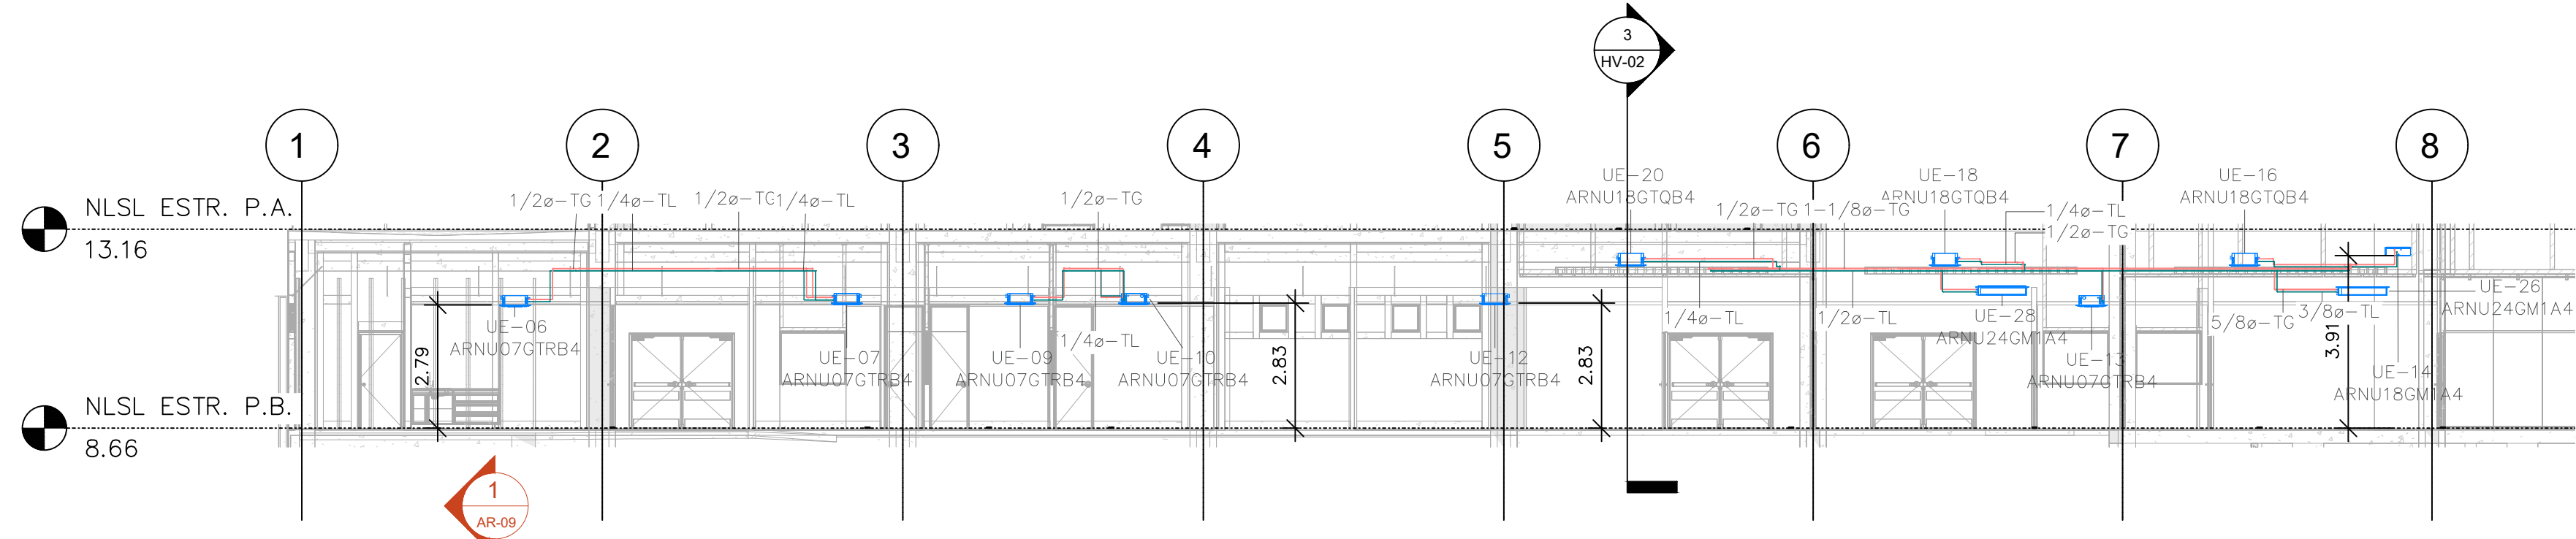 3
HV-02
1
2
3
4
5
6
7
8
UE-20
ARNU18GTQB4
UE-18
ARNU18GTQB4
UE-16
ARNU18GTQB4
NLSL ESTR. P.A.
13.16
1/2ø-TG 1/4ø-TL
1/2ø-TG 1/4ø-TL
1/2ø-TG
1/2ø-TG 1-1/8ø-TG
1/4ø-TL
1/2ø-TG
UE-06
ARNU07GTRB4
2.79
UE-07
ARNU07GTRB4
UE-09
ARNU07GTRB4
1/4ø-TL
UE-10
ARNU07GTRB4
2.83
UE-12
ARNU07GTRB4
2.83
1/4ø-TL
1/2ø-TL
UE-28
ARNU24GM1A4
UE-13
ARNU07GTRB4
5/8ø-TG
3/8ø-TL
3.91
UE-26
ARNU24GM1A4
UE-14
ARNU18GM1A4
NLSL ESTR. P.B.
8.66
1
AR-09